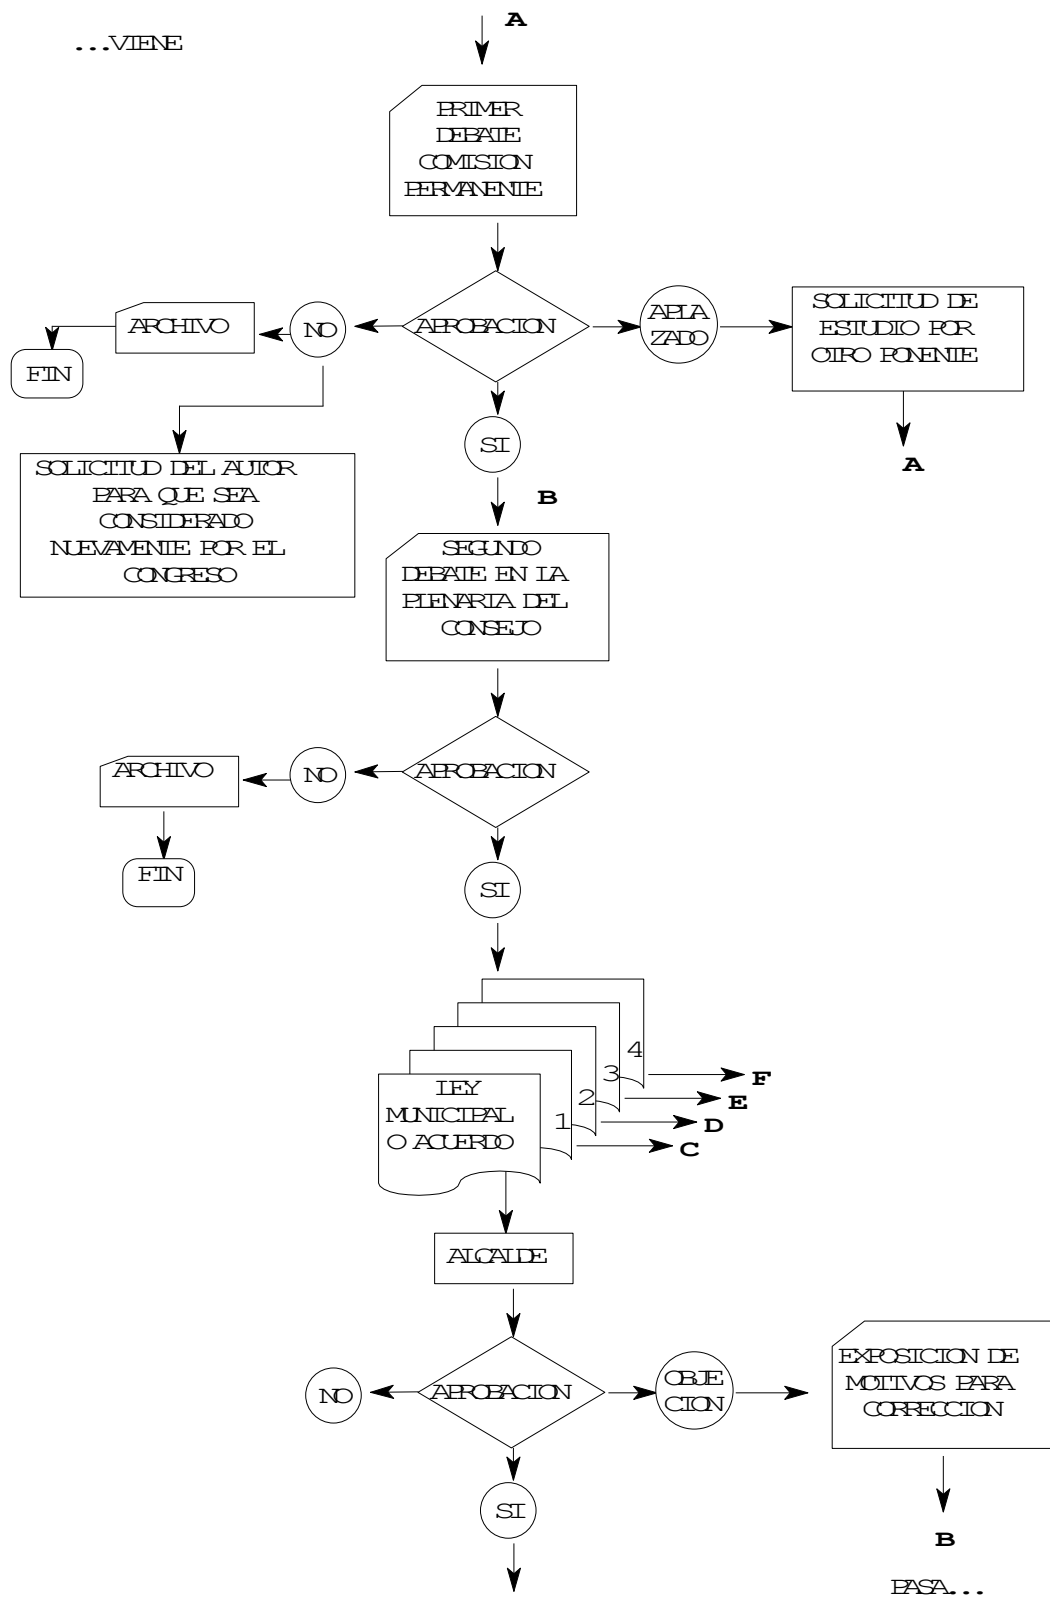 A
...VIENE
PRIMER
DEBATE
COMISION
PERMANENTE
ARCHIVO
NO
APROBACION
APLA
ZADO
SOLICITUD DE
ESTUDIO POR
OTRO PONENTE
FIN
SI
A
SOLICITUD DEL AUTOR
PARA QUE SEA
CONSIDERADO
NUEVAMENTE POR EL
CONGRESO
B
SEGUNDO
DEBATE EN LA
PLENARIA DEL
CONSEJO
ARCHIVO
NO
APROBACION
FIN
SI
4
F
3
E
2
D
1
C
LEY
MUNICIPAL
O ACUERDO
ALCALDE
NO
APROBACION
OBJE
CION
EXPOSICION DE
MOTIVOS PARA
CORRECCION
SI
B
PASA...